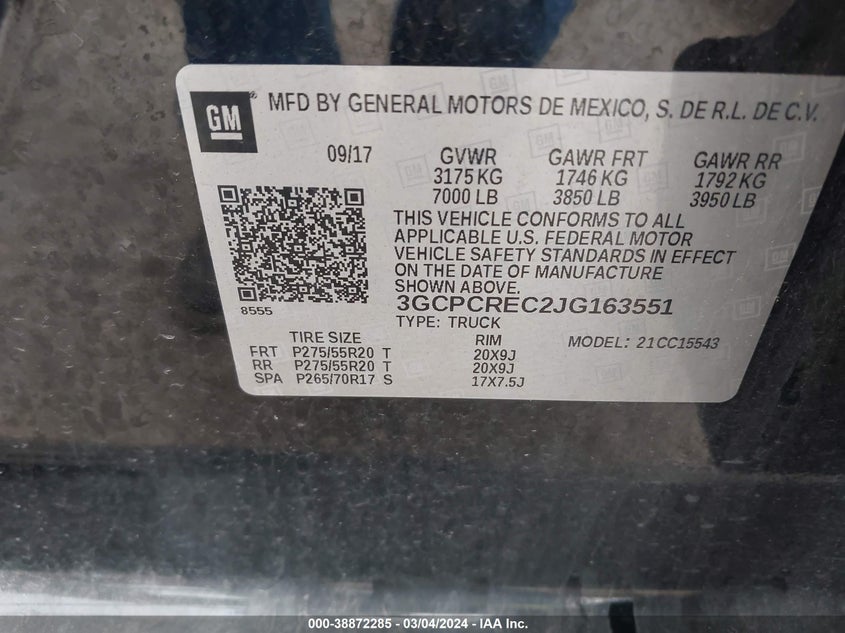 GM® MFD BY GENERAL MOTORS DE MEXICO, S. DE R.L. DE C.V.
09/17 GVWR GAWR FRT GAWR RR
3175 KG 1746 KG 1792 KG
7000 LB 3850 LB 3950 LB
THIS VEHICLE CONFORMS TO ALL
APPLICABLE U.S. FEDERAL MOTOR
VEHICLE SAFETY STANDARDS IN EFFECT
ON THE DATE OF MANUFACTURE
SHOWN ABOVE.
8555
3GCPCREC2JG163551
TYPE: TRUCK
TIRE SIZE RIM MODEL: 21CC15543
FRT P275/55R20 T 20X9J
RR P275/55R20 T 20X9J
SPA P265/70R17 S 17X7.5J
000-38872285 - 03/04/2024 - IAA Inc.